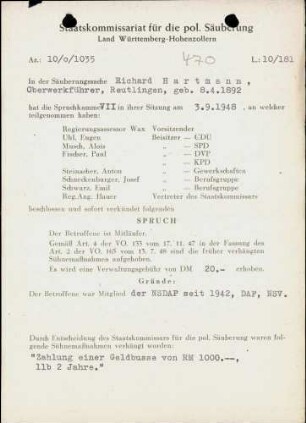 Staatskommissariat für die pol. Säuberung
Land Württemberg-Hohenzollern
Az.: 10/o/1035
470
L:10/181
In der Säuberungssache Richard Hartmann,
Oberwerkführer, Reutlingen, geb. 8.4.1892
hat die Spruchkammer VII in ihrer Sitzung am 3.9.1948, an welcher
teilgenommen haben:
Regierungsassessor Wax Vorsitzender
Uhl, Eugen Beisitzer — CDU
Musch, Alois „ — SPD
Fischer, Paul „ — DVP
„ — KPD
Steinacher, Anton „ — Gewerkschaften
Schneckenburger, Josef „ — Berufsgruppe
Schwarz, Emil „ — Berufsgruppe
Reg.Ang. Hauer Vertreter des Staatskommissars
beschlossen und sofort verkündet folgenden
SPRUCH
Der Betroffene ist Mitläufer.
Gemäß Art. 4 der VO. 133 vom 17. 11. 47 in der Fassung des
Art. 2 der VO. 165 vom 13. 7. 48 sind die früher verhängten
Sühnemaßnahmen abgegolten.
Es wird eine Verwaltungsgebühr von DM 20,- erhoben.
Gründe:
Der Betroffene war Mitglied der NSDAP seit 1942, DAF, NSV.
Durch Entscheidung des Staatskommissars für die pol. Säuberung waren fol-
gende Sühnemaßnahmen verhängt worden:
"Zahlung einer Geldbusse von RM 1000.--,
11b 2 Jahre."